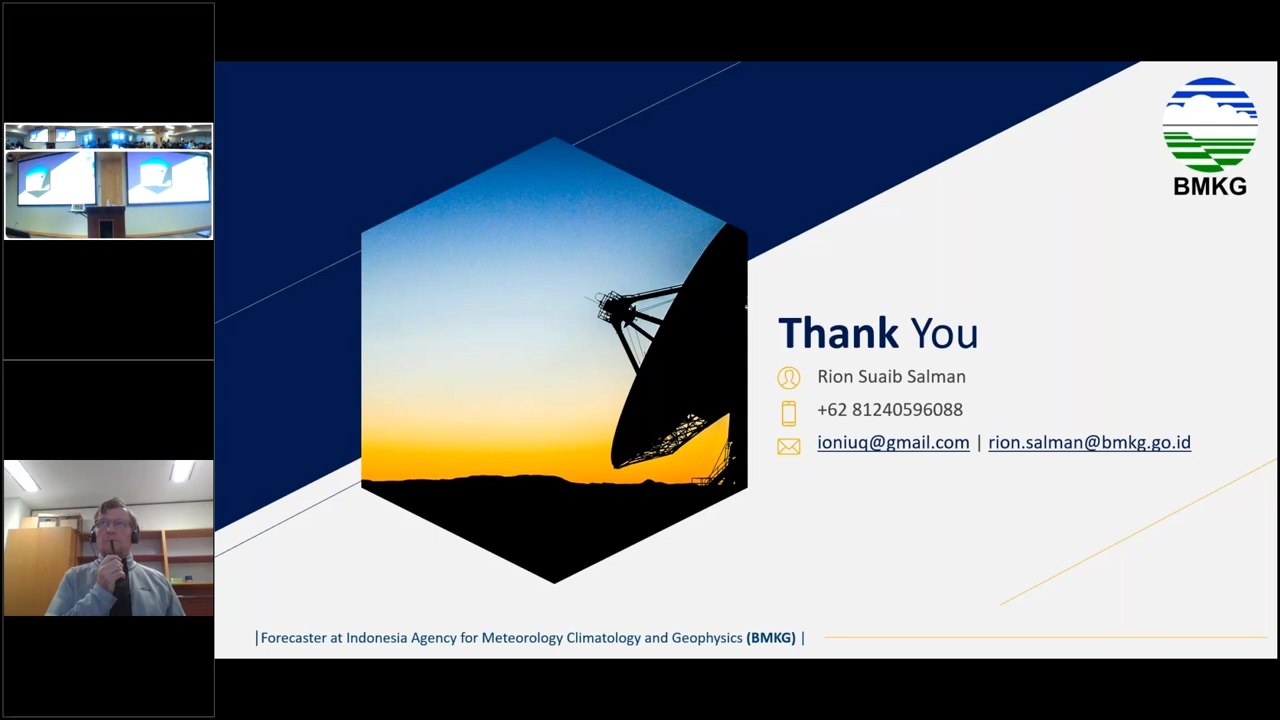 BMKG
Thank You
Rion Suaib Salman
+62 81240596088
ioniuq@gmail.com | rion.salman@bmkg.go.id
|Forecaster at Indonesia Agency for Meteorology Climatology and Geophysics (BMKG) |